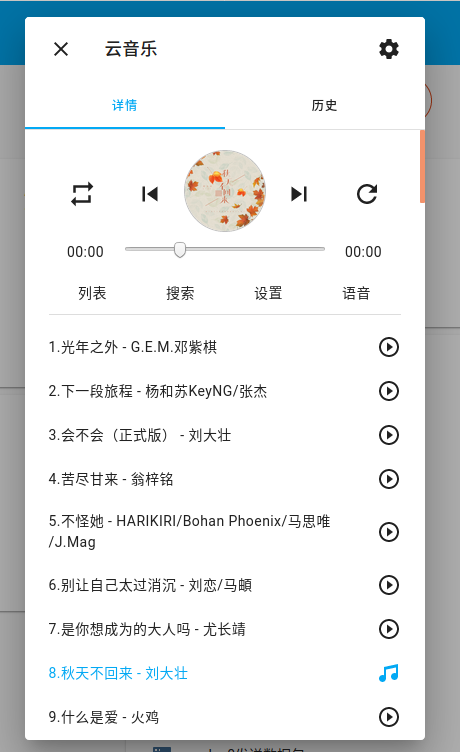 云音乐
详情
历史
00:00
00:00
列表
搜索
设置
语音
1.光年之外 - G.E.M.邓紫棋
2.下一段旅程 - 杨和苏KeyNG/张杰
3.会不会（正式版） - 刘大壮
4.苦尽甘来 - 翁梓铭
5.不怪她 - HARIKIRI/Bohan Phoenix/马思唯
/J.Mag
6.别让自己太过消沉 - 刘恋/马頔
7.是你想成为的大人吗 - 尤长靖
8.秋天不回来 - 刘大壮
9.什么是爱 - 火鸡